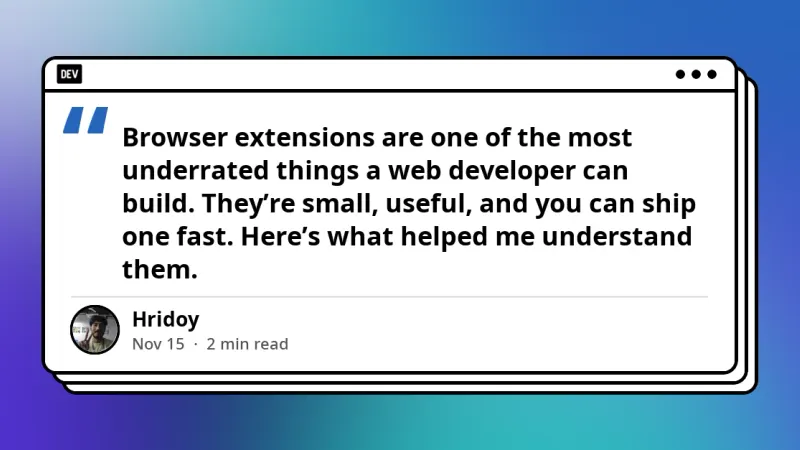 DEV
“
Browser extensions are one of the most
underrated things a web developer can
build. They’re small, useful, and you can ship
one fast. Here’s what helped me understand
them.
Hridoy
Nov 15 · 2 min read